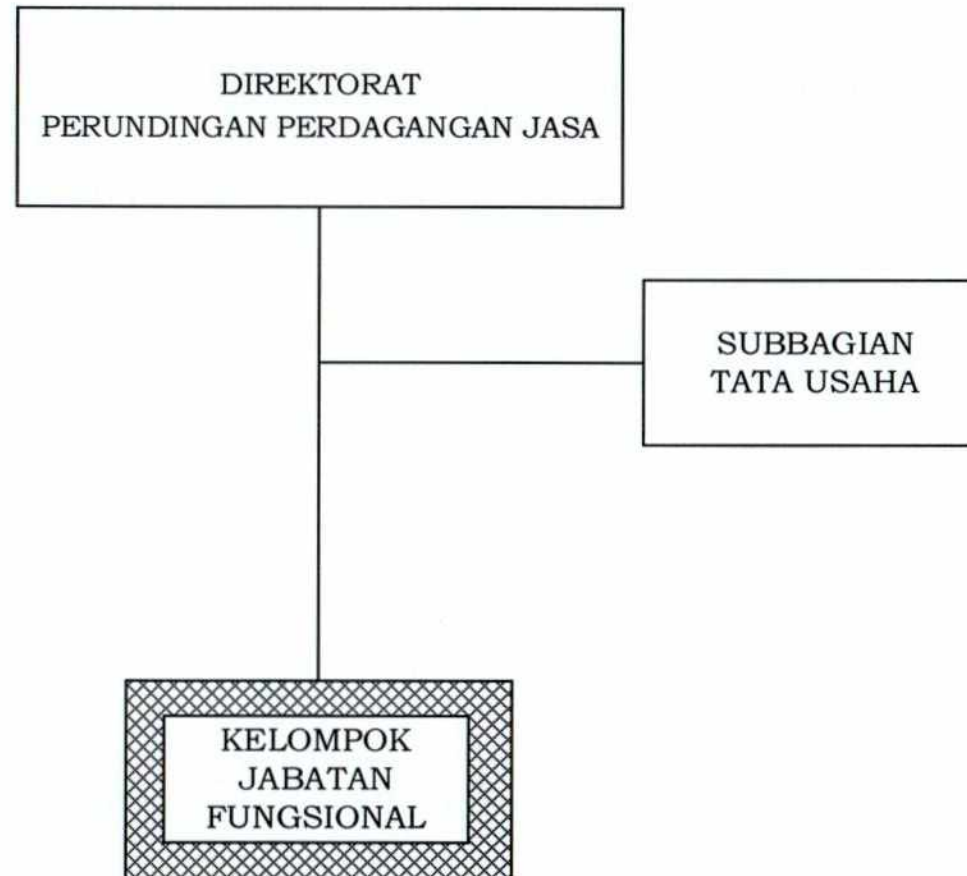 DIREKTORAT
PERUNDINGAN PERDAGANGAN JASA
SUBBAGIAN
TATA USAHA
KELOMPOK
JABATAN
FUNGSIONAL